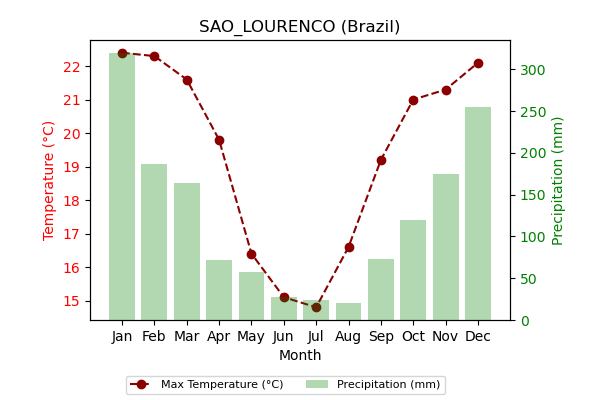 SAO_LOURENCO (Brazil)
Temperature (°C)
22
21
20
19
18
17
16
15
300
250
200
150
100
50
0
Precipitation (mm)
Jan Feb Mar Apr May Jun Jul Aug Sep Oct Nov Dec
Month
Max Temperature (°C) Precipitation (mm)